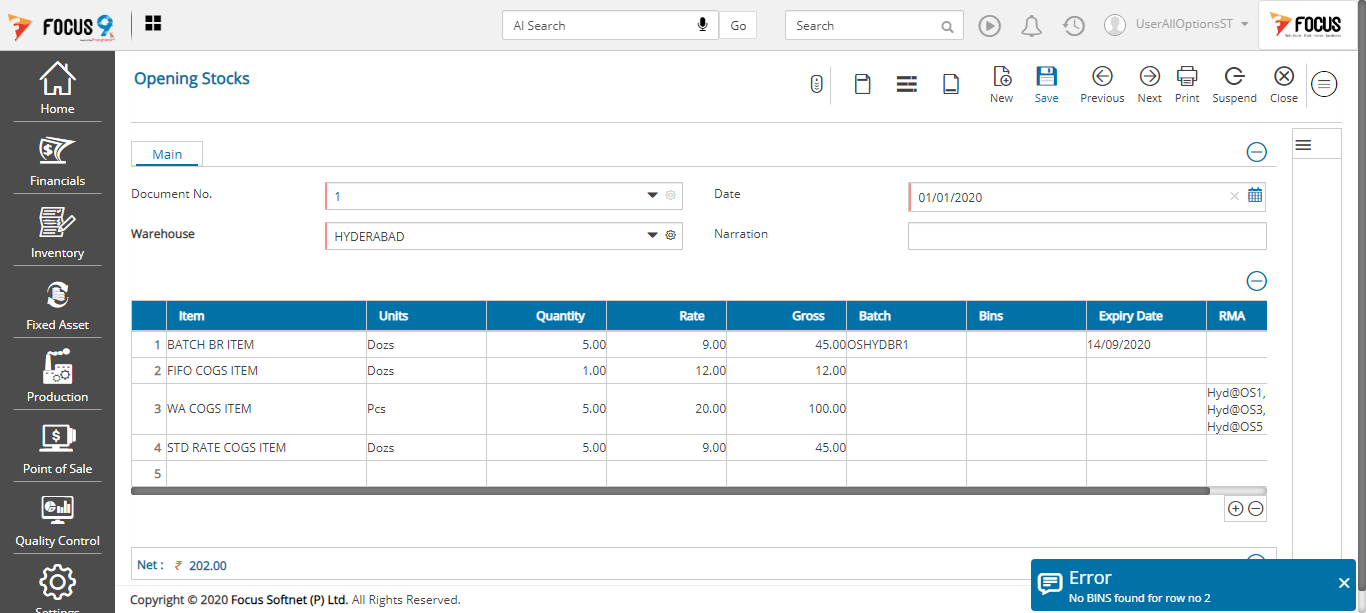 FOCUS 9
AI Search
Go
Search
UserAllOptionsST
FOCUS
Home
Financials
Inventory
Fixed Asset
Production
Point of Sale
Quality Control
Settings
Opening Stocks
New
Save
Previous
Next
Print
Suspend
Close
Main
Document No.
1
Date
01/01/2020
Warehouse
HYDERABAD
Narration
Item Units Quantity Rate Gross Batch Bins Expiry Date RMA
1 BATCH BR ITEM Dozs 5.00 9.00 45.00 OSHYDBR1 14/09/2020
2 FIFO COGS ITEM Dozs 1.00 12.00 12.00
3 WA COGS ITEM Pcs 5.00 20.00 100.00 Hyd@OS1,
Hyd@OS3,
Hyd@OS5
4 STD RATE COGS ITEM Dozs 5.00 9.00 45.00
5
Net : ₹ 202.00
Copyright © 2020 Focus Softnet (P) Ltd. All Rights Reserved.
Error
No BINS found for row no 2